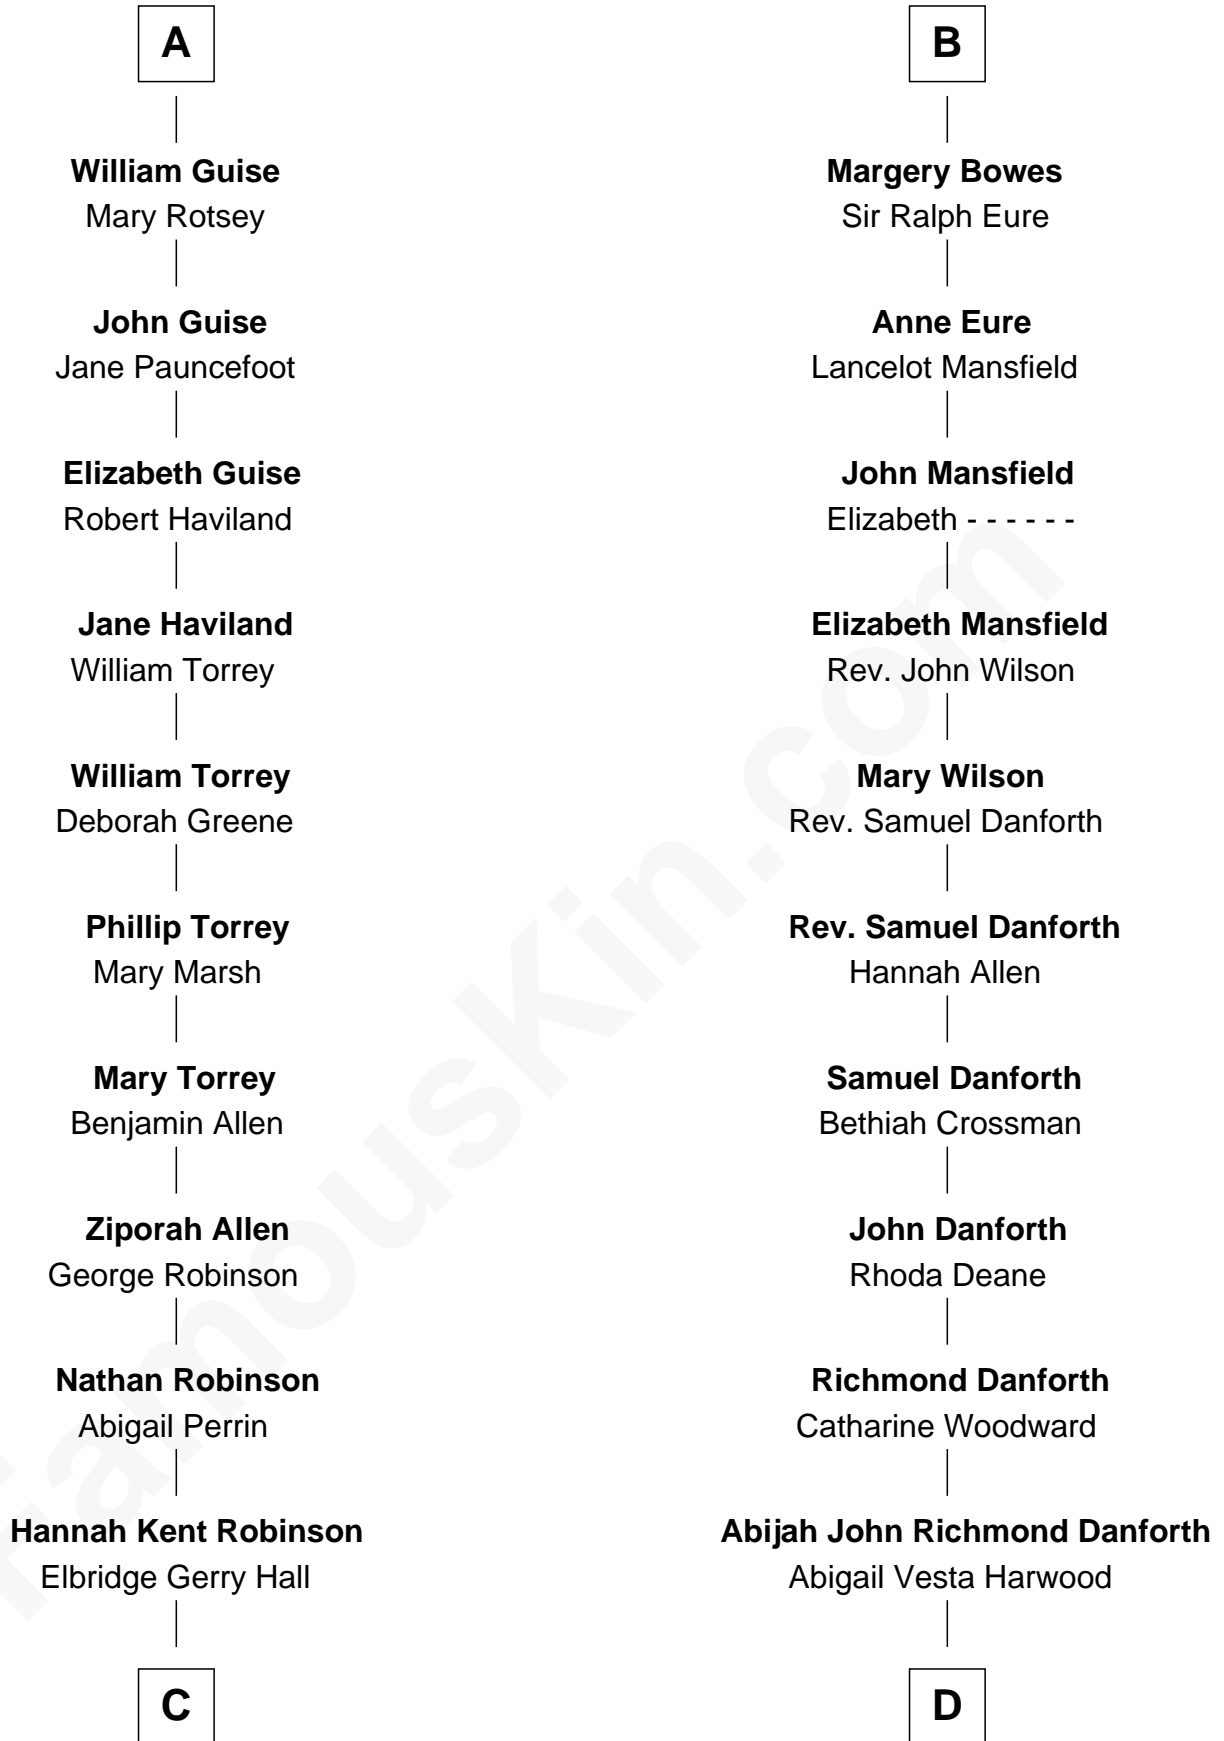 A
William Guise
Mary Rotsey
John Guise
Jane Pauncefoot
Elizabeth Guise
Robert Haviland
Jane Haviland
William Torrey
William Torrey
Deborah Greene
Phillip Torrey
Mary Marsh
Mary Torrey
Benjamin Allen
Ziporah Allen
George Robinson
Nathan Robinson
Abigail Perrin
Hannah Kent Robinson
Elbridge Gerry Hall
C
B
Margery Bowes
Sir Ralph Eure
Anne Eure
Lancelot Mansfield
John Mansfield
Elizabeth - - - - - -
Elizabeth Mansfield
Rev. John Wilson
Mary Wilson
Rev. Samuel Danforth
Rev. Samuel Danforth
Hannah Allen
Samuel Danforth
Bethiah Crossman
John Danforth
Rhoda Deane
Richmond Danforth
Catharine Woodward
Abijah John Richmond Danforth
Abigail Vesta Harwood
D
FamousKin.com